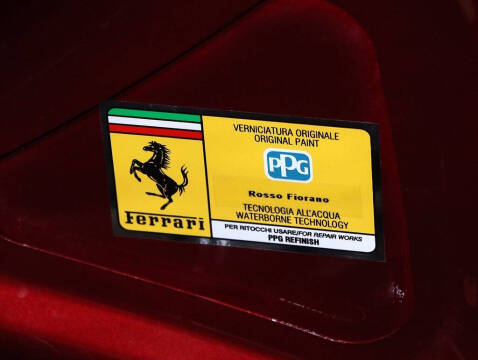 Ferrari
VERNICIATURA ORIGINALE
ORIGINAL PAINT
PPG
Rosso Fiorano
TECNOLOGIA ALL'ACQUA
WATERBORNE TECHNOLOGY
PER RITOCCHI USARE/FOR REPAIR WORKS
PPG REFINISH